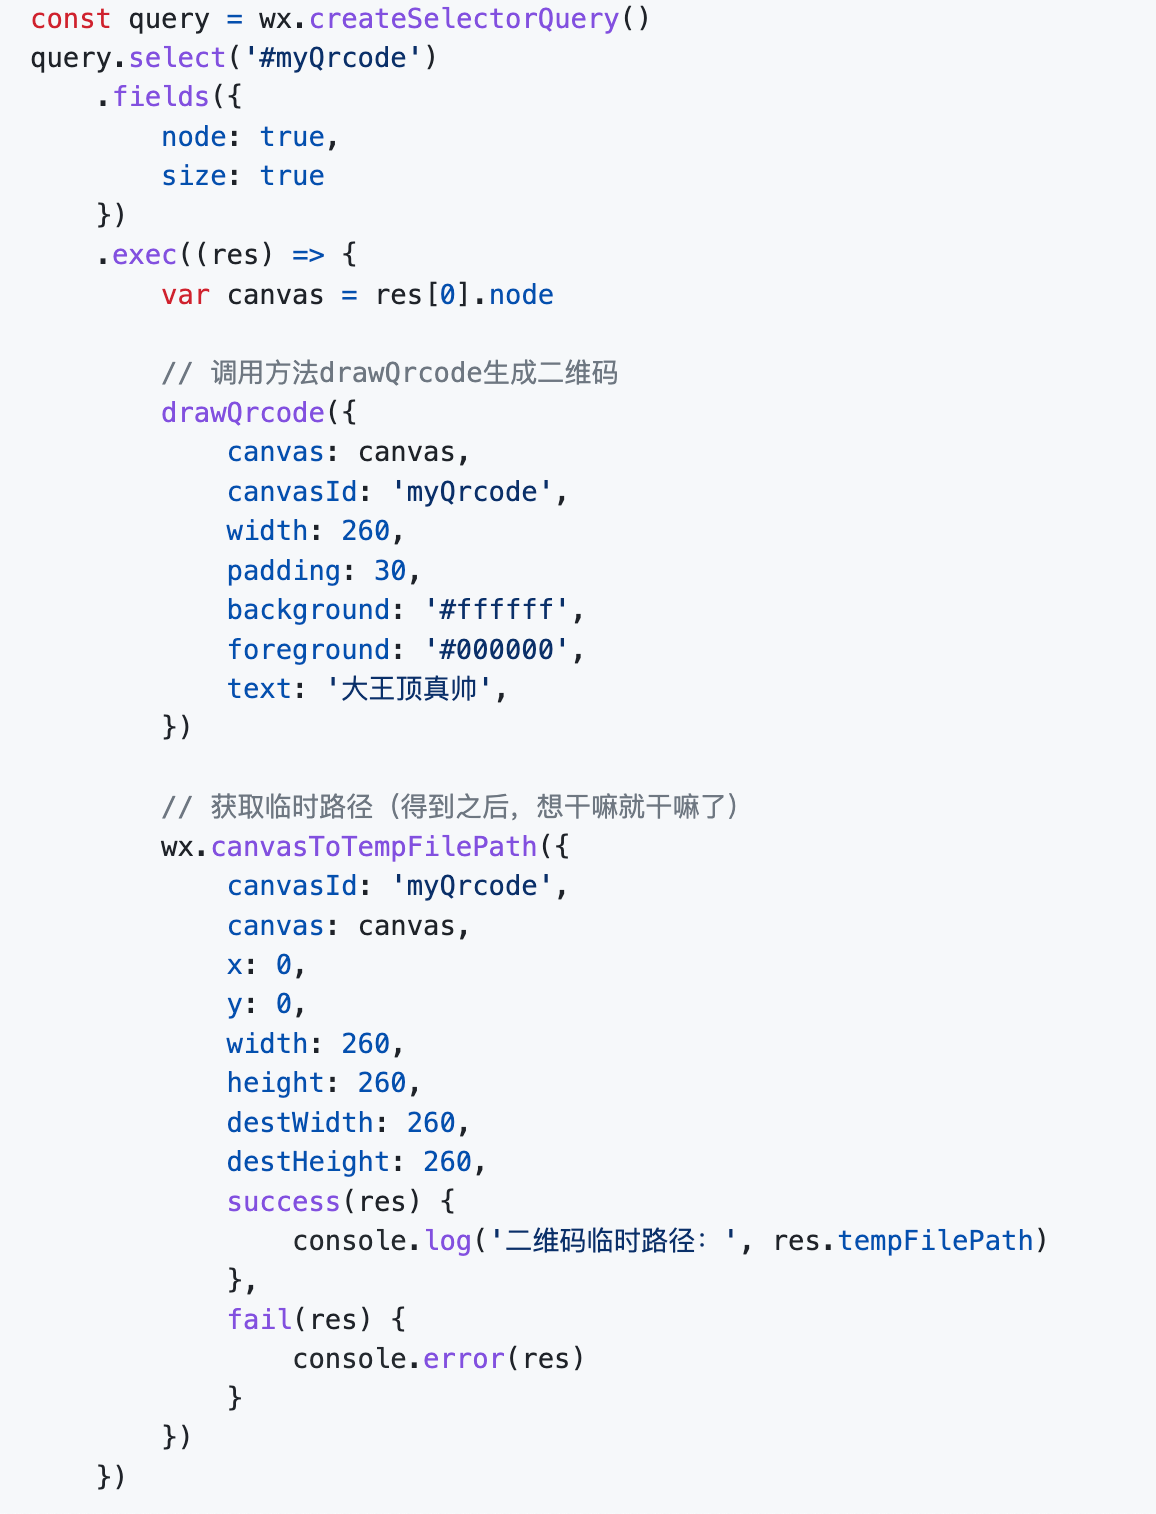 const query = wx.createSelectorQuery()
query.select('#myQrcode')
    .fields({
        node: true,
        size: true
    })
    .exec((res) => {
        var canvas = res[0].node

        // 调用方法drawQrcode生成二维码
        drawQrcode({
            canvas: canvas,
            canvasId: 'myQrcode',
            width: 260,
            padding: 30,
            background: '#ffffff',
            foreground: '#000000',
            text: '大王顶真帅',
        })

        // 获取临时路径（得到之后，想干嘛就干嘛了）
        wx.canvasToTempFilePath({
            canvasId: 'myQrcode',
            canvas: canvas,
            x: 0,
            y: 0,
            width: 260,
            height: 260,
            destWidth: 260,
            destHeight: 260,
            success(res) {
                console.log('二维码临时路径：', res.tempFilePath)
            },
            fail(res) {
                console.error(res)
            }
        })
    })